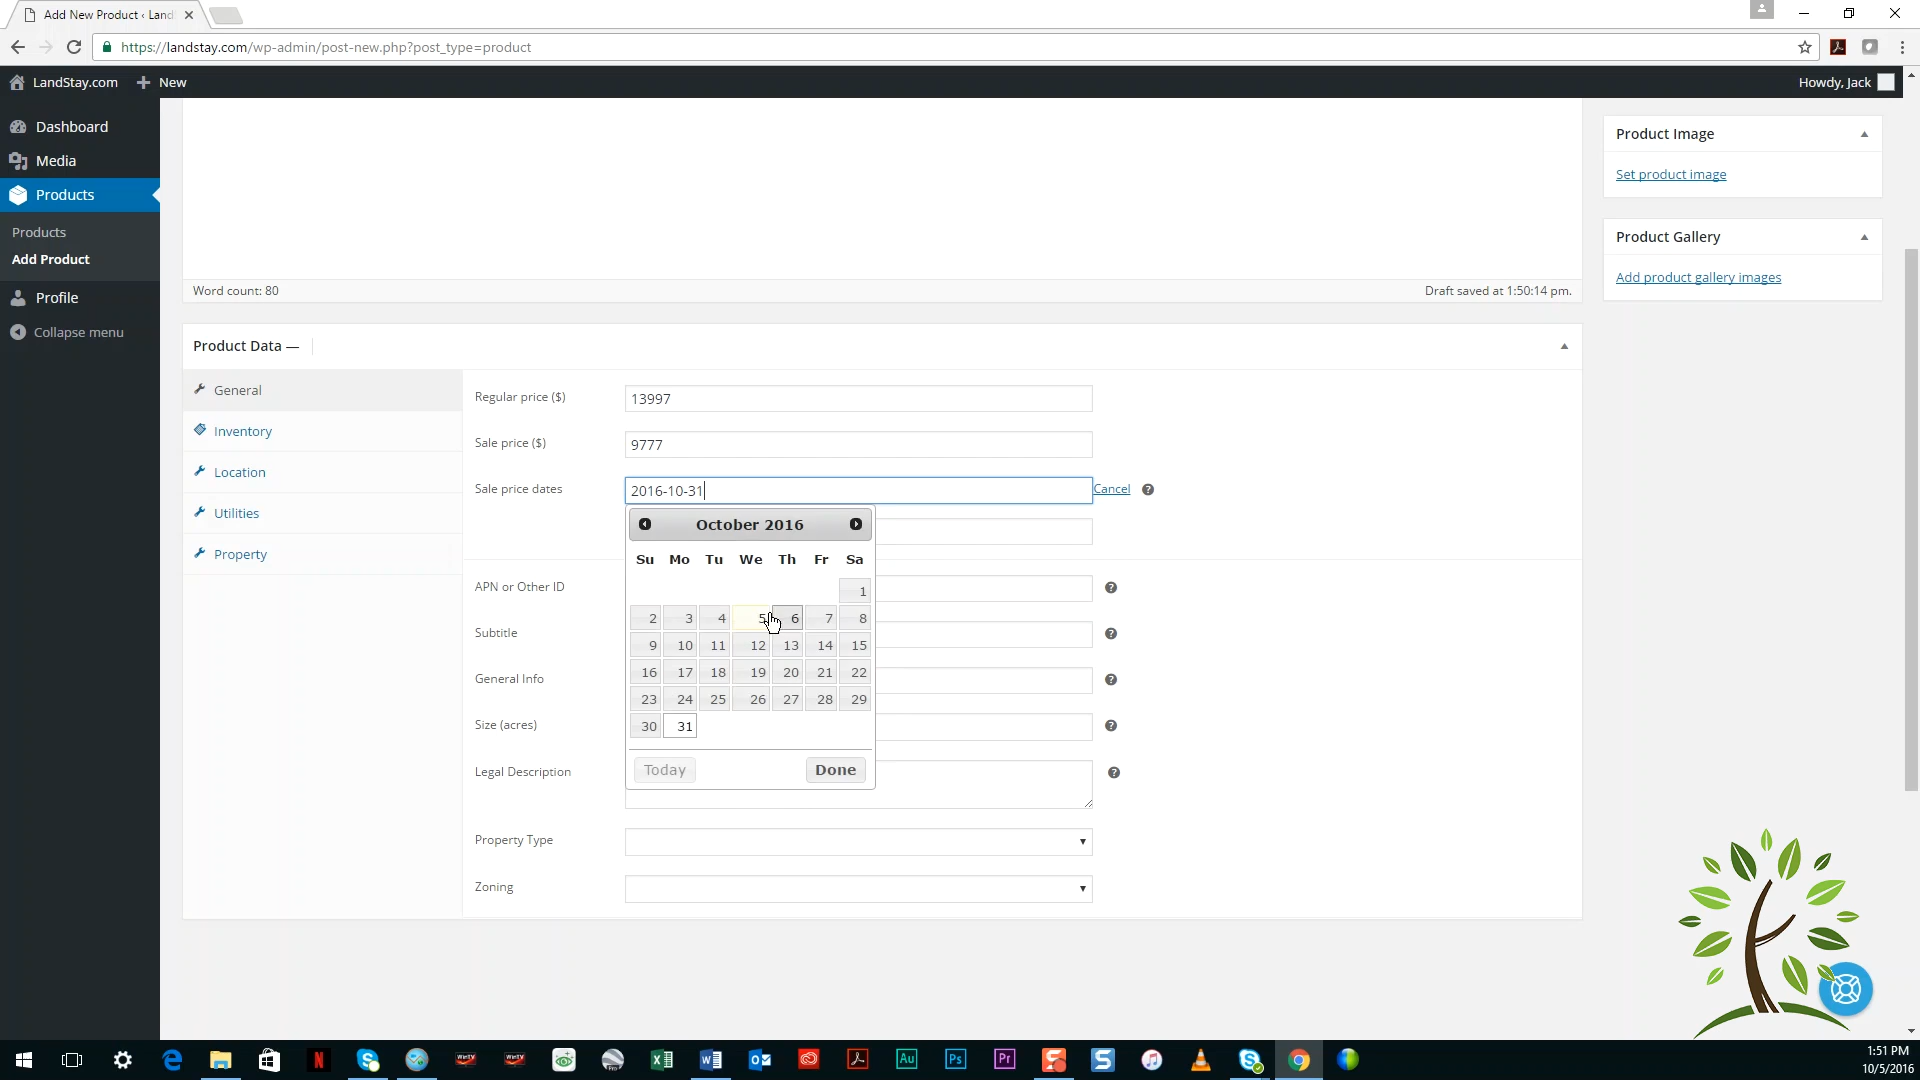 Add New Product ‹ Land
https://landstay.com/wp-admin/post-new.php?post_type=product
LandStay.com
New
Howdy, Jack
Dashboard
Media
Products
Products
Add Product
Profile
Collapse menu
Word count: 80
Draft saved at 1:50:14 pm.
Product Image
Set product image
Product Gallery
Add product gallery images
Product Data —
General
Inventory
Location
Utilities
Property
Regular price ($)
13997
Sale price ($)
9777
Sale price dates
2016-10-31
Cancel
?
October 2016
Su Mo Tu We Th Fr Sa
1
2 3 4 5 6 7 8
9 10 11 12 13 14 15
16 17 18 19 20 21 22
23 24 25 26 27 28 29
30 31
Today
Done
APN or Other ID
?
Subtitle
?
General Info
?
Size (acres)
?
Legal Description
?
Property Type
Zoning
WinTV
WinTV
Pro
Au
Ps
Pr
1:51 PM
10/5/2016